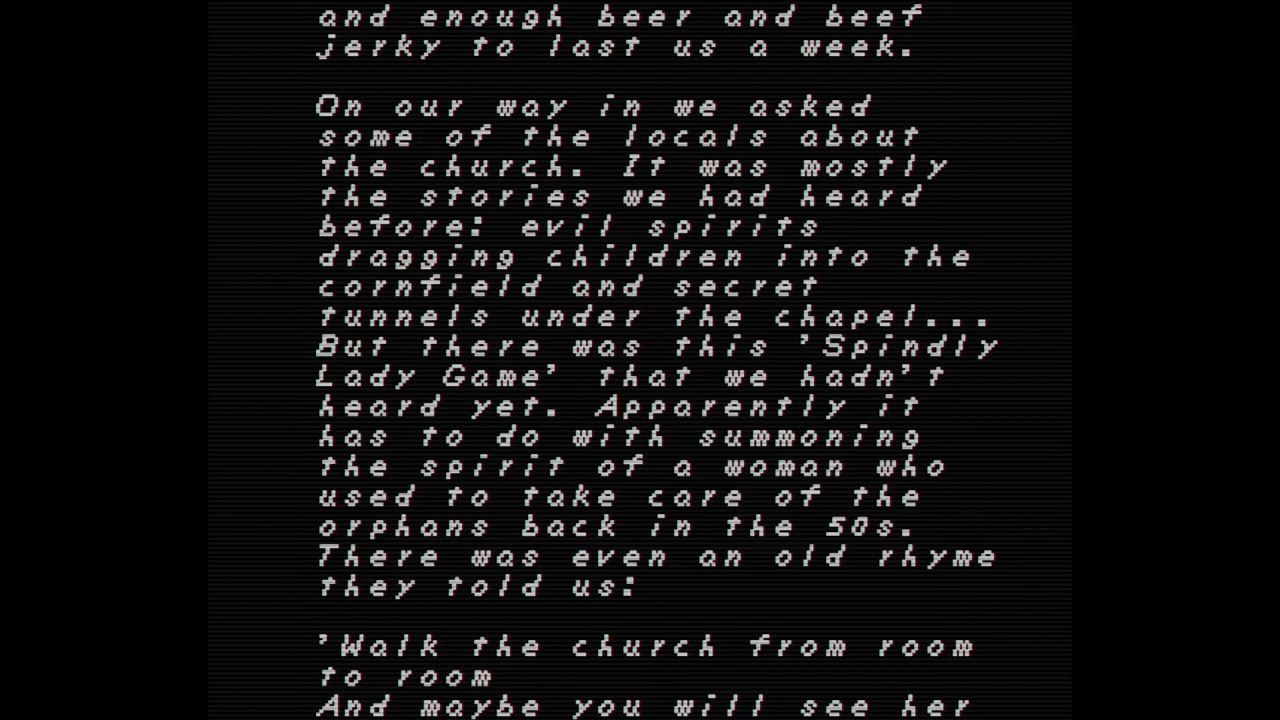 and enough beer and beef
jerky to last us a week.
On our way in we asked
some of the locals about
the church. It was mostly
the stories we had heard
before: evil spirits
dragging children into the
cornfield and secret
tunnels under the chapel...
But there was this 'Spindly
Lady Game' that we hadn't
heard yet. Apparently it
has to do with summoning
the spirit of a woman who
used to take care of the
orphans back in the 50s.
There was even an old rhyme
they told us:
'Walk the church from room
to room
And maybe you will see her